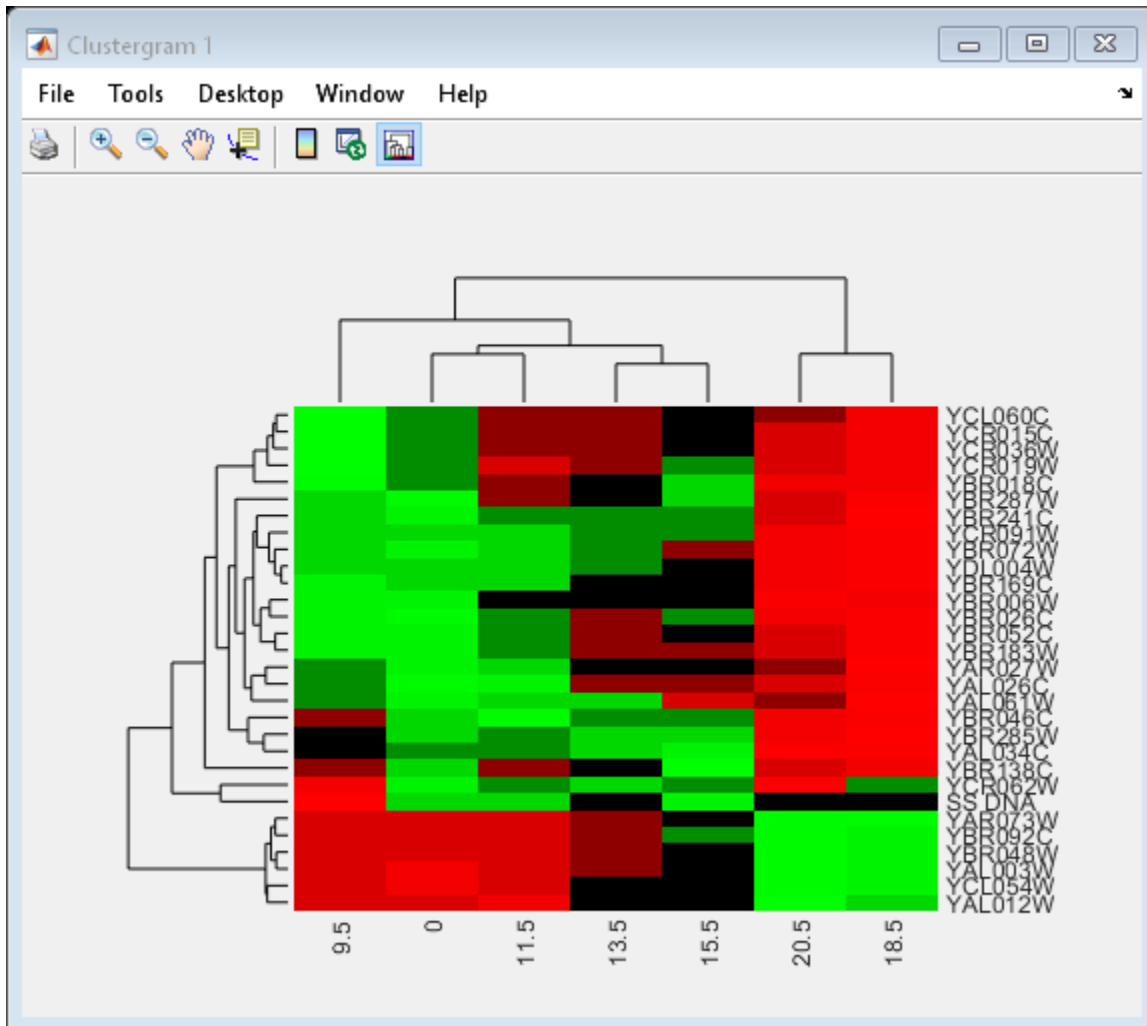 Clustergram 1
File Tools Desktop Window Help
YCL060C
YCR015C
YCR036W
YCR019W
YBR018C
YBR287W
YBR241C
YCR091W
YBR072W
YDL004W
YBR169C
YBR006W
YBR026C
YBR052C
YBR183W
YAR027W
YAL026C
YAL061W
YBR046C
YBR285W
YAL034C
YBR138C
YCR062W
SS DNA
YAR073W
YBR092C
YBR048W
YAL003W
YCL054W
YAL012W
9.5 0 11.5 13.5 15.5 20.5 18.5